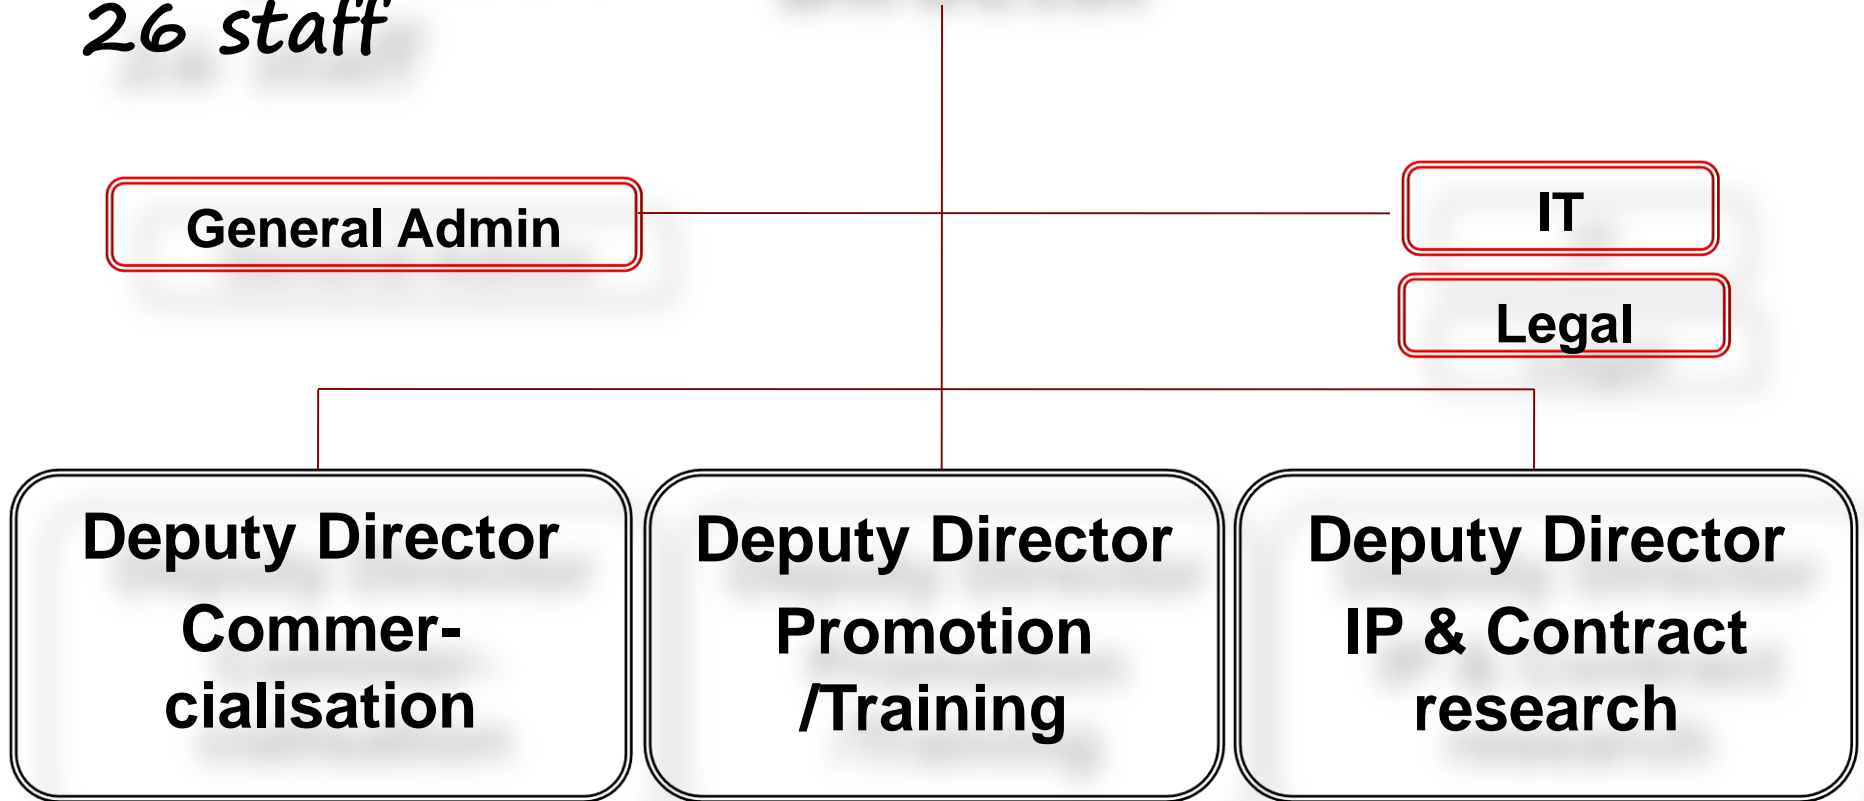 26 staff
General Admin
IT
Legal
Deputy Director
Commer-
cialisation
Deputy Director
Promotion
/Training
Deputy Director
IP & Contract
research